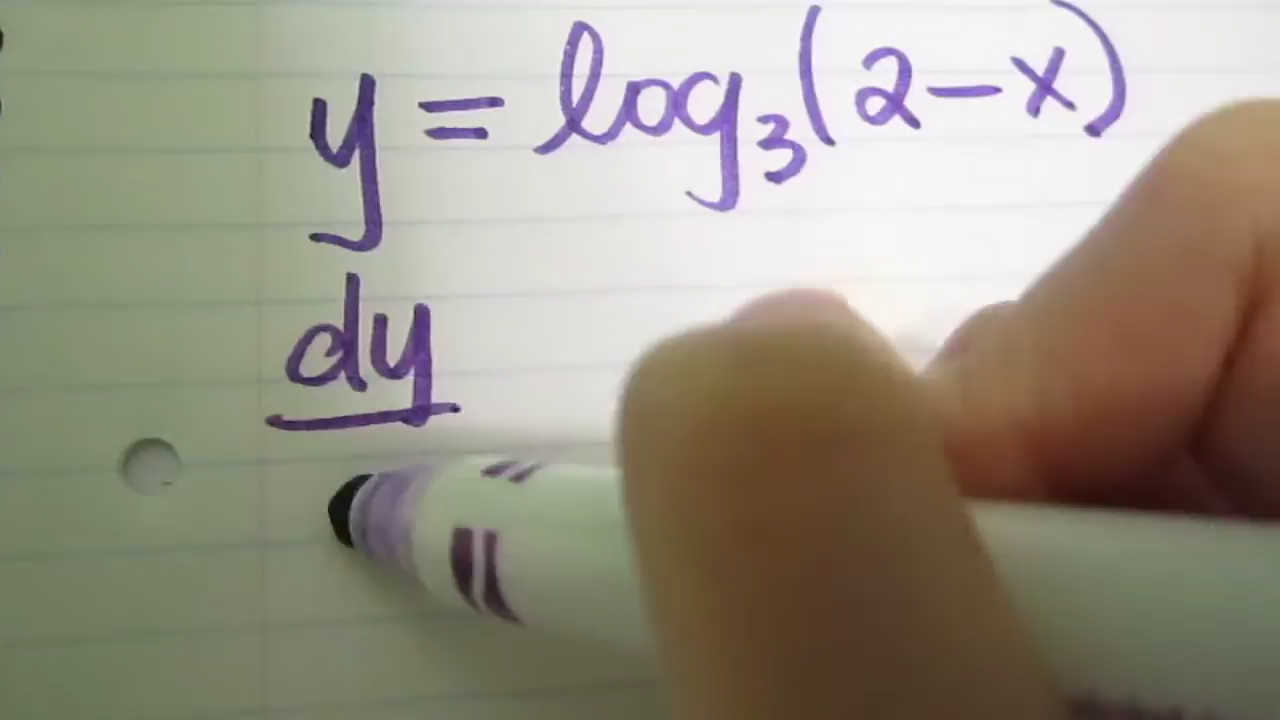 y = log₃(2-x)
dy